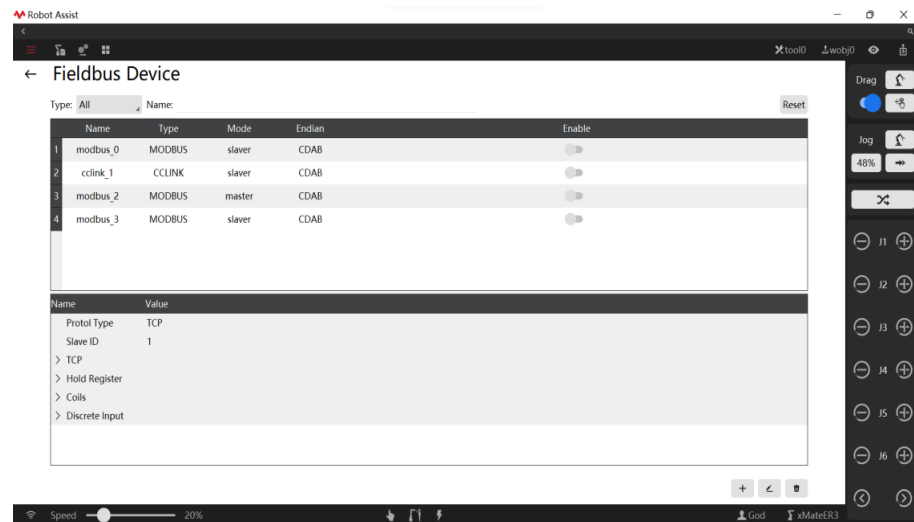 Robot Assist
tool0 wobj0
Fieldbus Device
Type: All Name: Reset
Name Type Mode Endian Enable
1 modbus_0 MODBUS slaver CDAB
2 cclink_1 CCLINK slaver CDAB
3 modbus_2 MODBUS master CDAB
4 modbus_3 MODBUS slaver CDAB
Name Value
Protol Type TCP
Slave ID 1
TCP
Hold Register
Coils
Discrete Input
Drag
Jog
48%
J1
J2
J3
J4
J5
J6
Speed 20% God xMateER3